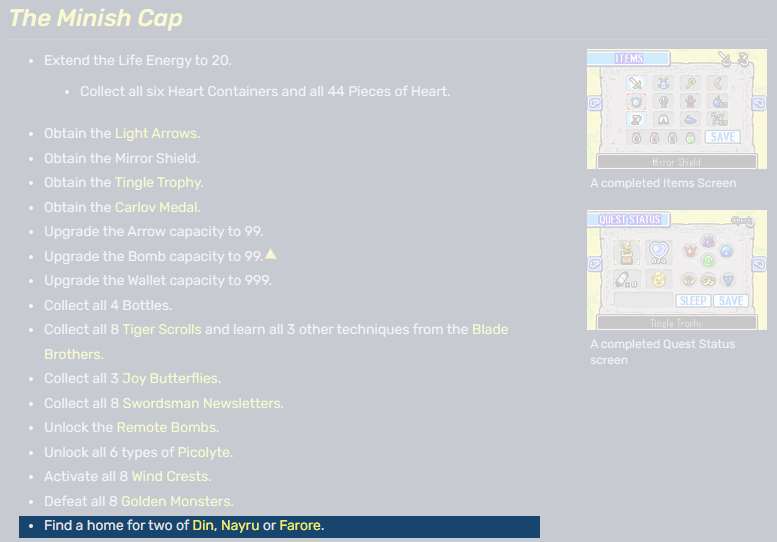 The Minish Cap
Extend the Life Energy to 20.
Collect all six Heart Containers and all 44 Pieces of Heart.
Obtain the Light Arrows.
Obtain the Mirror Shield.
Obtain the Tingle Trophy.
Obtain the Carlov Medal.
Upgrade the Arrow capacity to 99.
Upgrade the Bomb capacity to 99.
Upgrade the Wallet capacity to 999.
Collect all 4 Bottles.
Collect all 8 Tiger Scrolls and learn all 3 other techniques from the Blade
Brothers.
Collect all 3 Joy Butterflies.
Collect all 8 Swordsman Newsletters.
Unlock the Remote Bombs.
Unlock all 6 types of Picolyte.
Activate all 8 Wind Crests.
Defeat all 8 Golden Monsters.
Find a home for two of Din, Nayru or Farore.
ITEMS
SAVE
Mirror Shield
A completed Items Screen
QUEST STATUS
SLEEP SAVE
Tingle Trophy
A completed Quest Status
screen